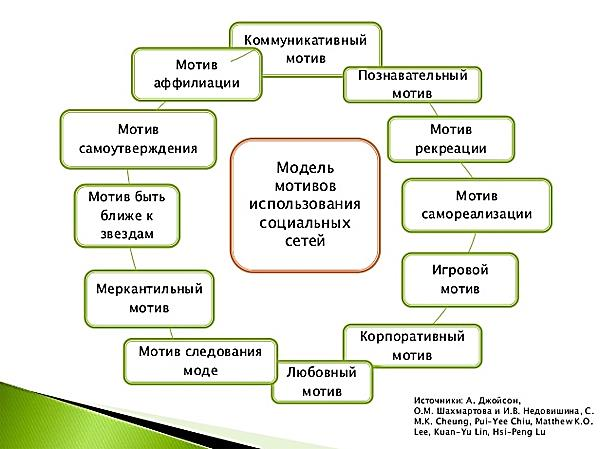 Коммуникативный
мотив
Познавательный
мотив
Мотив
рекреации
Мотив
самореализации
Игровой
мотив
Корпоративный
мотив
Любовный
мотив
Мотив следования
моде
Меркантильный
мотив
Мотив быть
ближе к
звездам
Мотив
самоутверждения
Мотив
аффилиации
Модель
мотивов
использования
социальных
сетей
Источники: А. Джойсон,
О.М. Шахмартова и И.В. Недовишина, C.
M.K. Cheung, Pui-Yee Chiu, Matthew K.O.
Lee, Kuan-Yu Lin, Hsi-Peng Lu